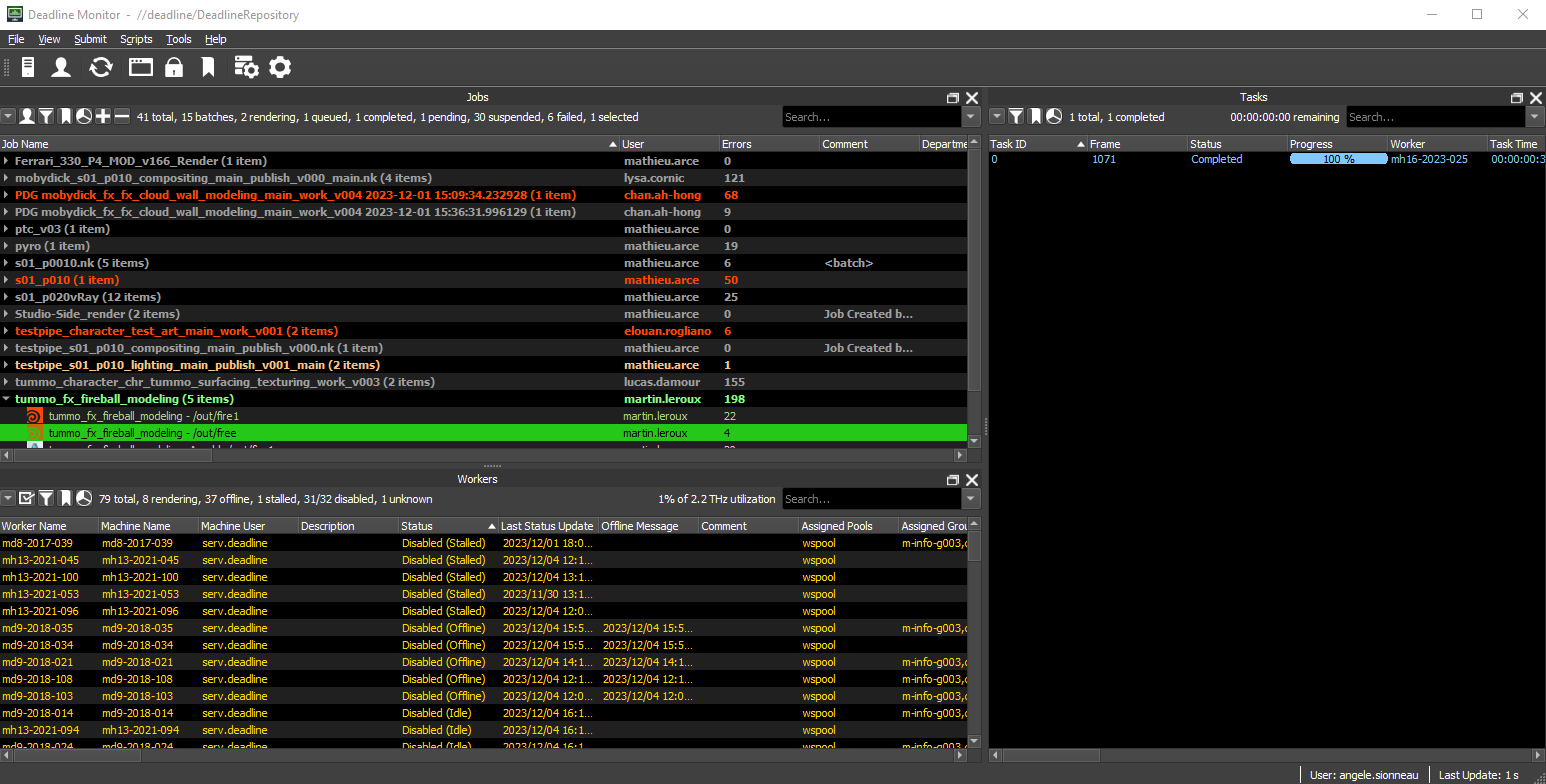 Deadline Monitor - //deadline/DeadlineRepository
File View Submit Scripts Tools Help
Jobs
41 total, 15 batches, 2 rendering, 1 queued, 1 completed, 1 pending, 30 suspended, 6 failed, 1 selected Search...
Job Name User Errors Comment Departme
Ferrari_330_P4_MOD_v166_Render (1 item) mathieu.arce 0
mobydick_s01_p010_compositing_main_publish_v000_main.nk (4 items) lysa.cornic 121
PDG mobydick_fx_fx_cloud_wall_modeling_main_work_v004 2023-12-01 15:09:34.232928 (1 item) chan.ah-hong 68
PDG mobydick_fx_fx_cloud_wall_modeling_main_work_v004 2023-12-01 15:36:31.996129 (1 item) chan.ah-hong 9
ptc_v03 (1 item) mathieu.arce 0
pyro (1 item) mathieu.arce 19
s01_p0010.nk (5 items) mathieu.arce 6 <batch>
s01_p010 (1 item) mathieu.arce 50
s01_p020vRay (12 items) mathieu.arce 25
Studio-Side_render (2 items) mathieu.arce 0 Job Created b...
testpipe_character_test_art_main_work_v001 (2 items) elouan.rogliano 6
testpipe_s01_p010_compositing_main_publish_v000.nk (1 item) mathieu.arce 0 Job Created b...
testpipe_s01_p010_lighting_main_publish_v001_main (2 items) mathieu.arce 1
tummo_character_chr_tummo_surfacing_texturing_work_v003 (2 items) lucas.damour 155
tummo_fx_fireball_modeling (5 items) martin.leroux 198
tummo_fx_fireball_modeling - /out/fire1 martin.leroux 22
tummo_fx_fireball_modeling - /out/free martin.leroux 4
Tasks
1 total, 1 completed 00:00:00:00 remaining Search...
Task ID Frame Status Progress Worker Task Time
0 1071 Completed 100 % mh16-2023-025 00:00:00:3
Workers
79 total, 8 rendering, 37 offline, 1 stalled, 31/32 disabled, 1 unknown 1% of 2.2 THz utilization Search...
Worker Name Machine Name Machine User Description Status Last Status Update Offline Message Comment Assigned Pools Assigned Grou
md8-2017-039 md8-2017-039 serv.deadline Disabled (Stalled) 2023/12/01 18:0... wspool m-info-g003,c
mh13-2021-045 mh13-2021-045 serv.deadline Disabled (Stalled) 2023/12/04 12:1... wspool
mh13-2021-100 mh13-2021-100 serv.deadline Disabled (Stalled) 2023/12/04 13:1... wspool
mh13-2021-053 mh13-2021-053 serv.deadline Disabled (Stalled) 2023/11/30 13:1... wspool
mh13-2021-096 mh13-2021-096 serv.deadline Disabled (Stalled) 2023/12/04 12:0... wspool
md9-2018-035 md9-2018-035 serv.deadline Disabled (Offline) 2023/12/04 15:5... 2023/12/04 15:5... wspool m-info-g003,c
md9-2018-034 md9-2018-034 serv.deadline Disabled (Offline) 2023/12/04 15:5... 2023/12/04 15:5... wspool
md9-2018-021 md9-2018-021 serv.deadline Disabled (Offline) 2023/12/04 14:1... 2023/12/04 14:1... wspool m-info-g003,c
md9-2018-108 md9-2018-108 serv.deadline Disabled (Offline) 2023/12/04 12:1... 2023/12/04 12:1... wspool m-info-g003,c
md9-2018-103 md9-2018-103 serv.deadline Disabled (Offline) 2023/12/04 12:0... 2023/12/04 12:0... wspool m-info-g003,c
md9-2018-014 md9-2018-014 serv.deadline Disabled (Idle) 2023/12/04 16:1... wspool m-info-g003,c
mh13-2021-094 mh13-2021-094 serv.deadline Disabled (Idle) 2023/12/04 16:1... wspool
md9-2018-024 md9-2018-024 serv.deadline Disabled (Idle) 2023/12/04 16:1... wspool m-info-g003,c
User: angele.sionneau Last Update: 1 s